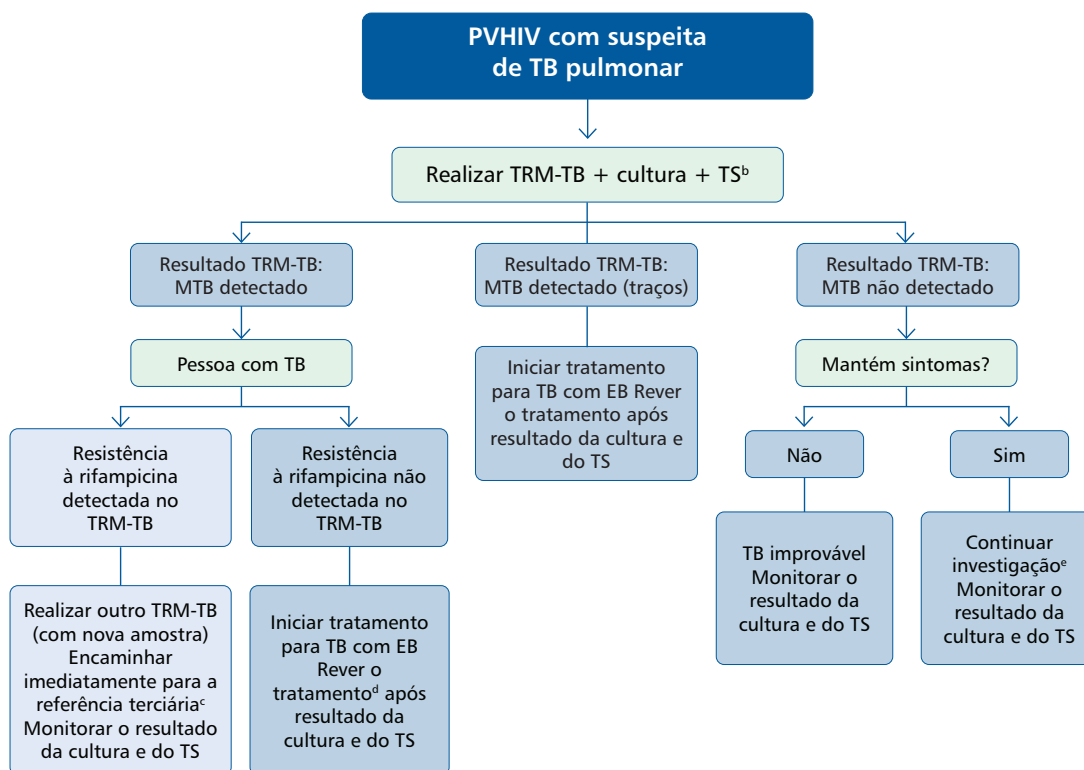 PVHIV com suspeita
de TB pulmonar
Realizar TRM-TB + cultura + TSᵇ
Resultado TRM-TB:
MTB detectado
Resultado TRM-TB:
MTB detectado (traços)
Resultado TRM-TB:
MTB não detectado
Pessoa com TB
Iniciar tratamento
para TB com EB Rever
o tratamento após
resultado da cultura e
do TS
Mantém sintomas?
Resistência
à rifampicina
detectada no
TRM-TB
Resistência
à rifampicina não
detectada no
TRM-TB
Não
Sim
Realizar outro TRM-TB
(com nova amostra)
Encaminhar
imediatamente para a
referência terciáriaᶜ
Monitorar o resultado
da cultura e do TS
Iniciar tratamento
para TB com EB
Rever o
tratamentoᵈ após
resultado da
cultura e do TS
TB improvável
Monitorar o
resultado da
cultura e do TS
Continuar
investigaçãoᵉ
Monitorar o
resultado da
cultura e do TS